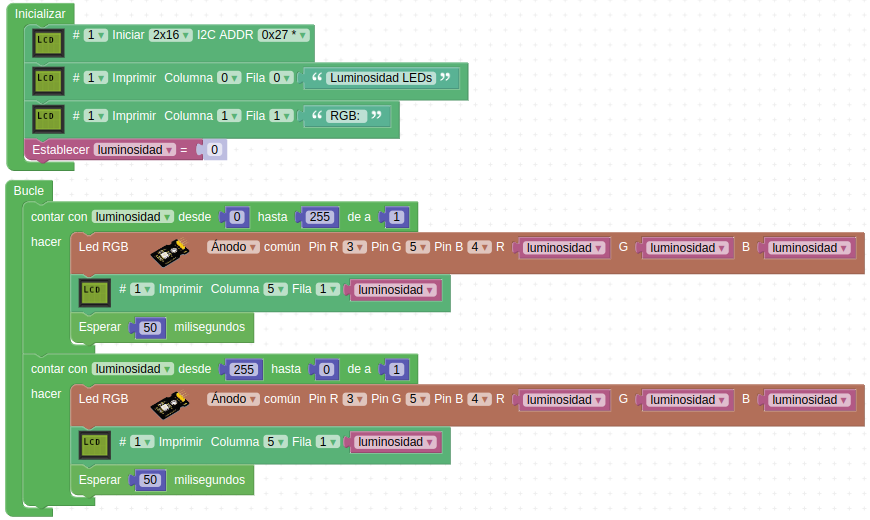 Inicializar
LCD # 1 Iniciar 2x16 I2C ADDR 0x27 *
LCD # 1 Imprimir Columna 0 Fila 0 “ Luminosidad LEDs ”
LCD # 1 Imprimir Columna 1 Fila 1 “ RGB: ”
Establecer luminosidad = 0
Bucle
contar con luminosidad desde 0 hasta 255 de a 1
hacer
Led RGB Ánodo común Pin R 3 Pin G 5 Pin B 4 R luminosidad G luminosidad B luminosidad
LCD # 1 Imprimir Columna 5 Fila 1 luminosidad
Esperar 50 milisegundos
contar con luminosidad desde 255 hasta 0 de a 1
hacer
Led RGB Ánodo común Pin R 3 Pin G 5 Pin B 4 R luminosidad G luminosidad B luminosidad
LCD # 1 Imprimir Columna 5 Fila 1 luminosidad
Esperar 50 milisegundos